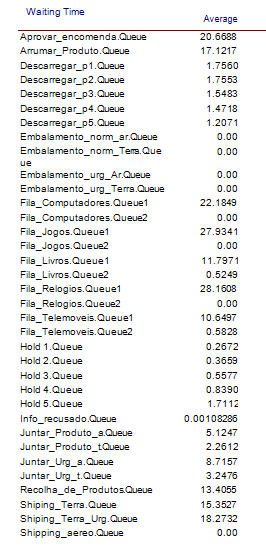 Waiting Time
Average
Aprovar_encomenda.Queue 20.6688
Arrumar_Produto.Queue 17.1217
Descarregar_p1.Queue 1.7560
Descarregar_p2.Queue 1.7553
Descarregar_p3.Queue 1.5483
Descarregar_p4.Queue 1.4718
Descarregar_p5.Queue 1.2071
Embalamento_norm_ar.Queue 0.00
Embalamento_norm_Terra.Que 0.00
ue
Embalamento_urg_Ar.Queue 0.00
Embalamento_urg_Terra.Queue 0.00
Fila_Computadores.Queue1 22.1849
Fila_Computadores.Queue2 0.00
Fila_Jogos.Queue1 27.9341
Fila_Jogos.Queue2 0.00
Fila_Livros.Queue1 11.7971
Fila_Livros.Queue2 0.5249
Fila_Relogios.Queue1 28.1608
Fila_Relogios.Queue2 0.00
Fila_Telemoveis.Queue1 10.6497
Fila_Telemoveis.Queue2 0.5828
Hold 1.Queue 0.2672
Hold 2.Queue 0.3659
Hold 3.Queue 0.5577
Hold 4.Queue 0.8390
Hold 5.Queue 1.7112
Info_recusado.Queue 0.00108286
Juntar_Produto_a.Queue 5.1247
Juntar_Produto_t.Queue 2.2612
Juntar_Urg_a.Queue 8.7157
Juntar_Urg_t.Queue 3.2476
Recolha_de_Produtos.Queue 13.4055
Shiping_Terra.Queue 15.3527
Shiping_Terra_Urg.Queue 18.2732
Shipping_aereo.Queue 0.00